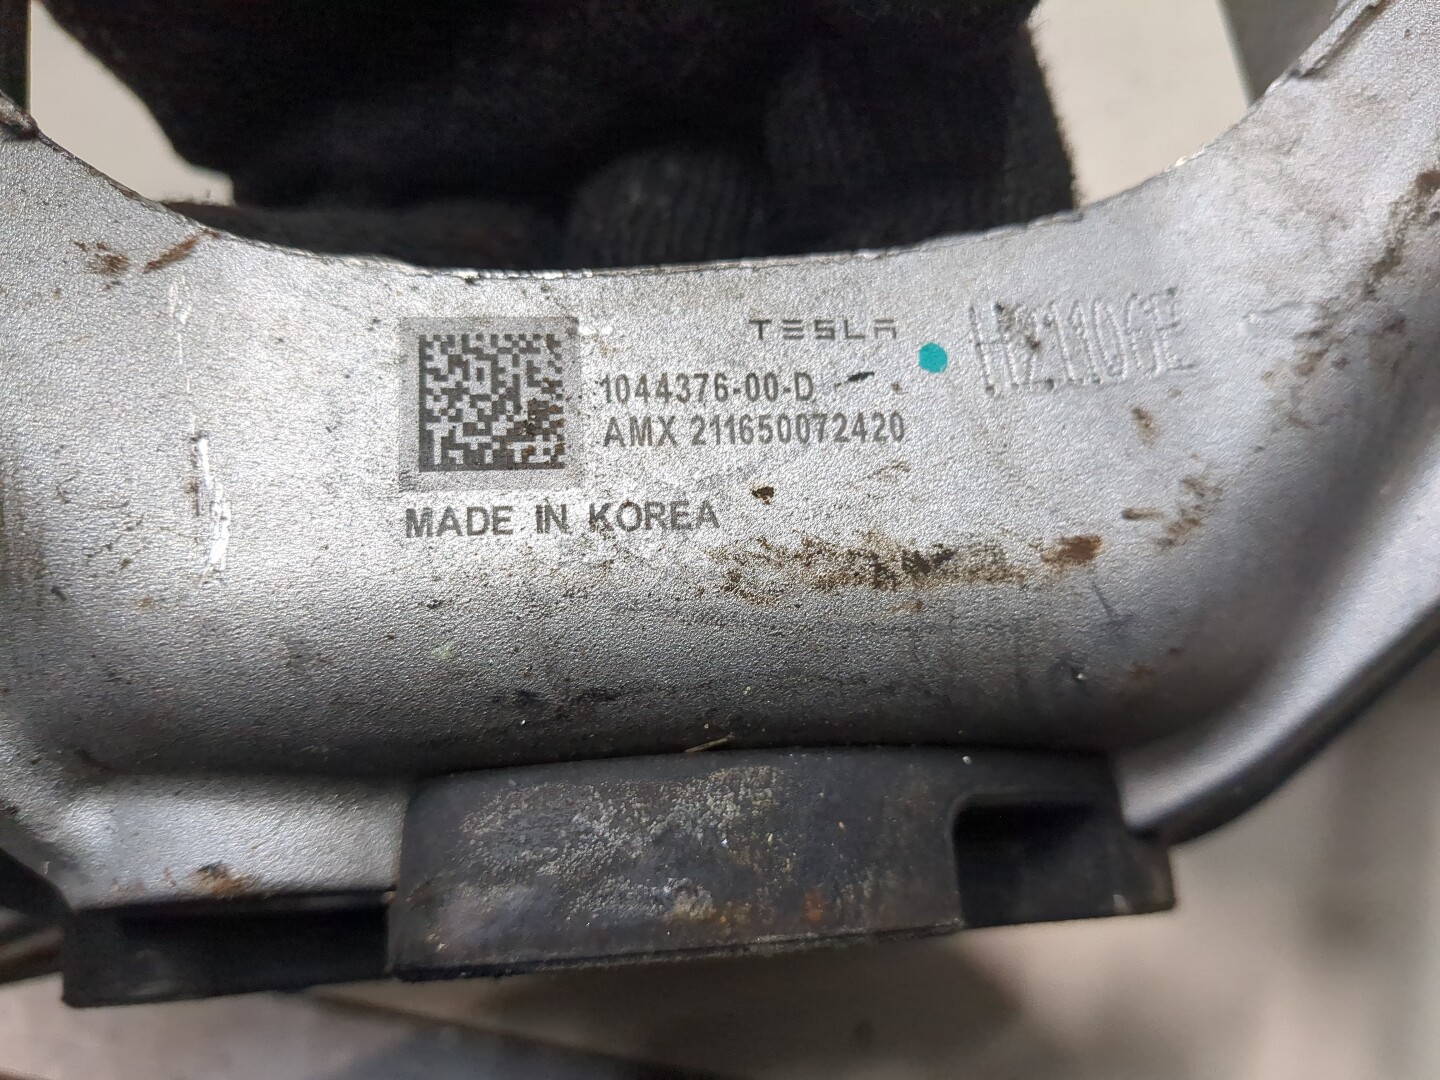 TESLA
1044376-00-D
AMX 211650072420
MADE IN KOREA